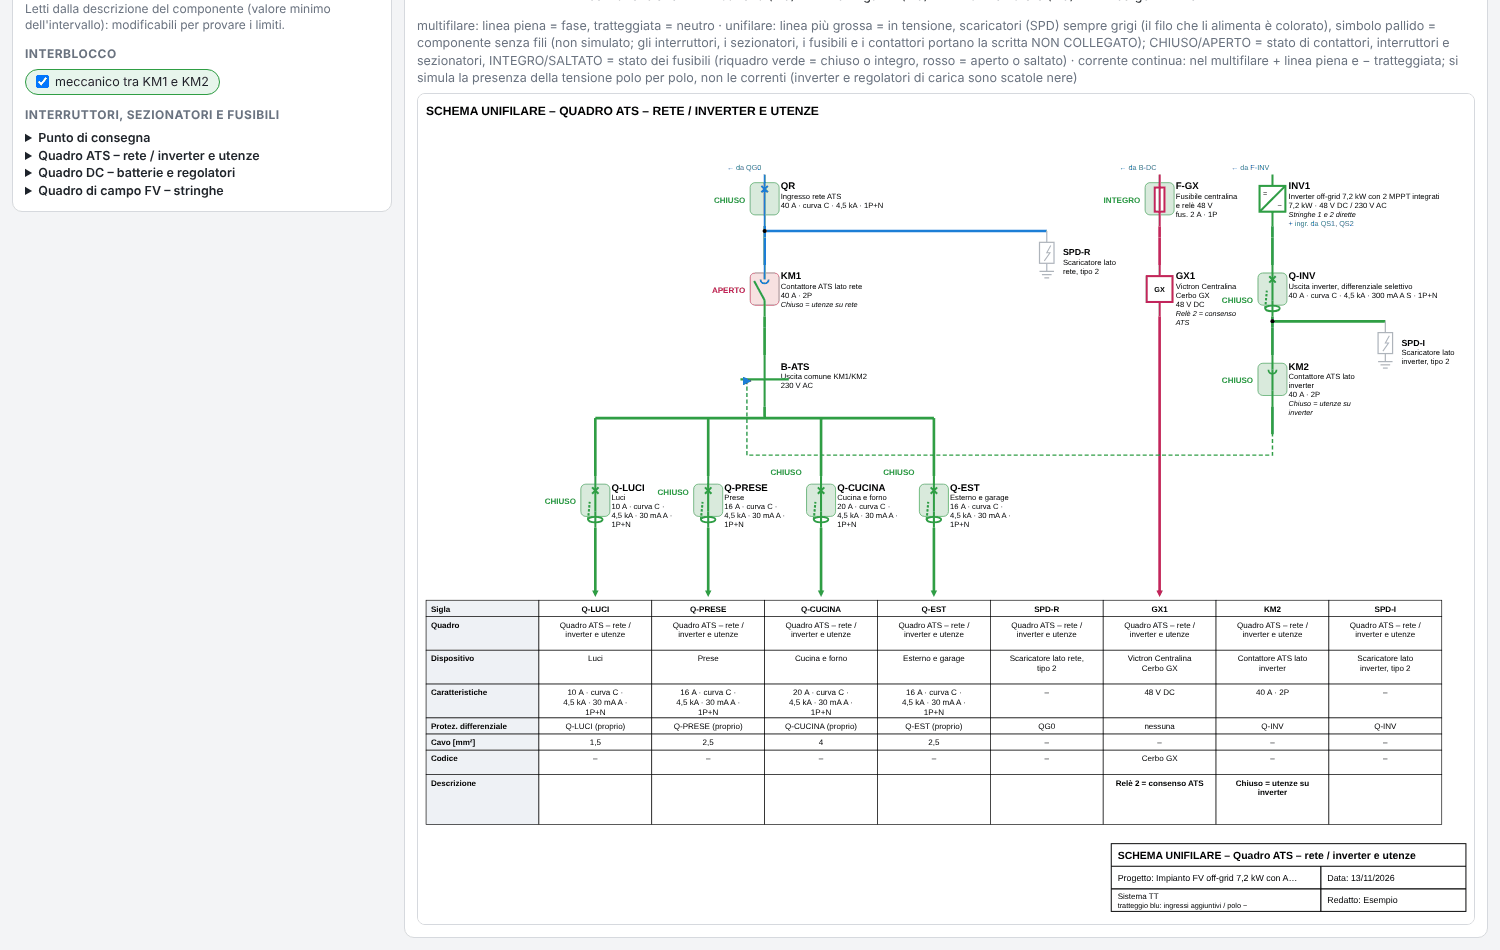 Letti dalla descrizione del componente (valore minimo
dell'intervallo): modificabili per provare i limiti.
INTERBLOCCO
meccanico tra KM1 e KM2
INTERRUTTORI, SEZIONATORI E FUSIBILI
Punto di consegna
Quadro ATS – rete / inverter e utenze
Quadro DC – batterie e regolatori
Quadro di campo FV – stringhe
multifilare: linea piena = fase, tratteggiata = neutro · unifilare: linea più grossa = in tensione, scaricatori (SPD) sempre grigi (il filo che li alimenta è colorato), simbolo pallido =
componente senza fili (non simulato; gli interruttori, i sezionatori, i fusibili e i contattori portano la scritta NON COLLEGATO); CHIUSO/APERTO = stato di contattori, interruttori e
sezionatori, INTEGRO/SALTATO = stato dei fusibili (riquadro verde = chiuso o integro, rosso = aperto o saltato) · corrente continua: nel multifilare + linea piena e − tratteggiata; si
simula la presenza della tensione polo per polo, non le correnti (inverter e regolatori di carica sono scatole nere)
SCHEMA UNIFILARE – QUADRO ATS – RETE / INVERTER E UTENZE
← da QG0
← da B-DC
← da F-INV
CHIUSO
QR
Ingresso rete ATS
40 A · curva C · 4,5 kA · 1P+N
INTEGRO
F-GX
Fusibile centralina
e relè 48 V
fus. 2 A · 1P
=
~
INV1
Inverter off-grid 7,2 kW con 2 MPPT integrati
7,2 kW · 48 V DC / 230 V AC
Stringhe 1 e 2 dirette
+ ingr. da QS1, QS2
SPD-R
Scaricatore lato
rete, tipo 2
APERTO
KM1
Contattore ATS lato rete
40 A · 2P
Chiuso = utenze su rete
GX
GX1
Victron Centralina
Cerbo GX
48 V DC
Relè 2 = consenso
ATS
CHIUSO
Q-INV
Uscita inverter, differenziale selettivo
40 A · curva C · 4,5 kA · 300 mA A S · 1P+N
SPD-I
Scaricatore lato
inverter, tipo 2
B-ATS
Uscita comune KM1/KM2
230 V AC
CHIUSO
KM2
Contattore ATS lato
inverter
40 A · 2P
Chiuso = utenze su
inverter
CHIUSO
Q-LUCI
Luci
10 A · curva C ·
4,5 kA · 30 mA A ·
1P+N
CHIUSO
Q-PRESE
Prese
16 A · curva C ·
4,5 kA · 30 mA A ·
1P+N
CHIUSO
Q-CUCINA
Cucina e forno
20 A · curva C ·
4,5 kA · 30 mA A ·
1P+N
CHIUSO
Q-EST
Esterno e garage
16 A · curva C ·
4,5 kA · 30 mA A ·
1P+N
Sigla Q-LUCI Q-PRESE Q-CUCINA Q-EST SPD-R GX1 KM2 SPD-I
Quadro Quadro ATS – rete / Quadro ATS – rete / Quadro ATS – rete / Quadro ATS – rete / Quadro ATS – rete / Quadro ATS – rete / Quadro ATS – rete / Quadro ATS – rete /
inverter e utenze inverter e utenze inverter e utenze inverter e utenze inverter e utenze inverter e utenze inverter e utenze inverter e utenze
Dispositivo Luci Prese Cucina e forno Esterno e garage Scaricatore lato rete, Victron Centralina Contattore ATS lato Scaricatore lato
tipo 2 Cerbo GX inverter inverter, tipo 2
Caratteristiche 10 A · curva C · 16 A · curva C · 20 A · curva C · 16 A · curva C · – 48 V DC 40 A · 2P –
4,5 kA · 30 mA A · 4,5 kA · 30 mA A · 4,5 kA · 30 mA A · 4,5 kA · 30 mA A ·
1P+N 1P+N 1P+N 1P+N
Protez. differenziale Q-LUCI (proprio) Q-PRESE (proprio) Q-CUCINA (proprio) Q-EST (proprio) QG0 nessuna Q-INV Q-INV
Cavo [mm²] 1,5 2,5 4 2,5 – – – –
Codice – – – – – Cerbo GX – –
Descrizione Relè 2 = consenso ATS Chiuso = utenze su
inverter
SCHEMA UNIFILARE – Quadro ATS – rete / inverter e utenze
Progetto: Impianto FV off-grid 7,2 kW con A… Data: 13/11/2026
Sistema TT
tratteggio blu: ingressi aggiuntivi / polo −
Redatto: Esempio